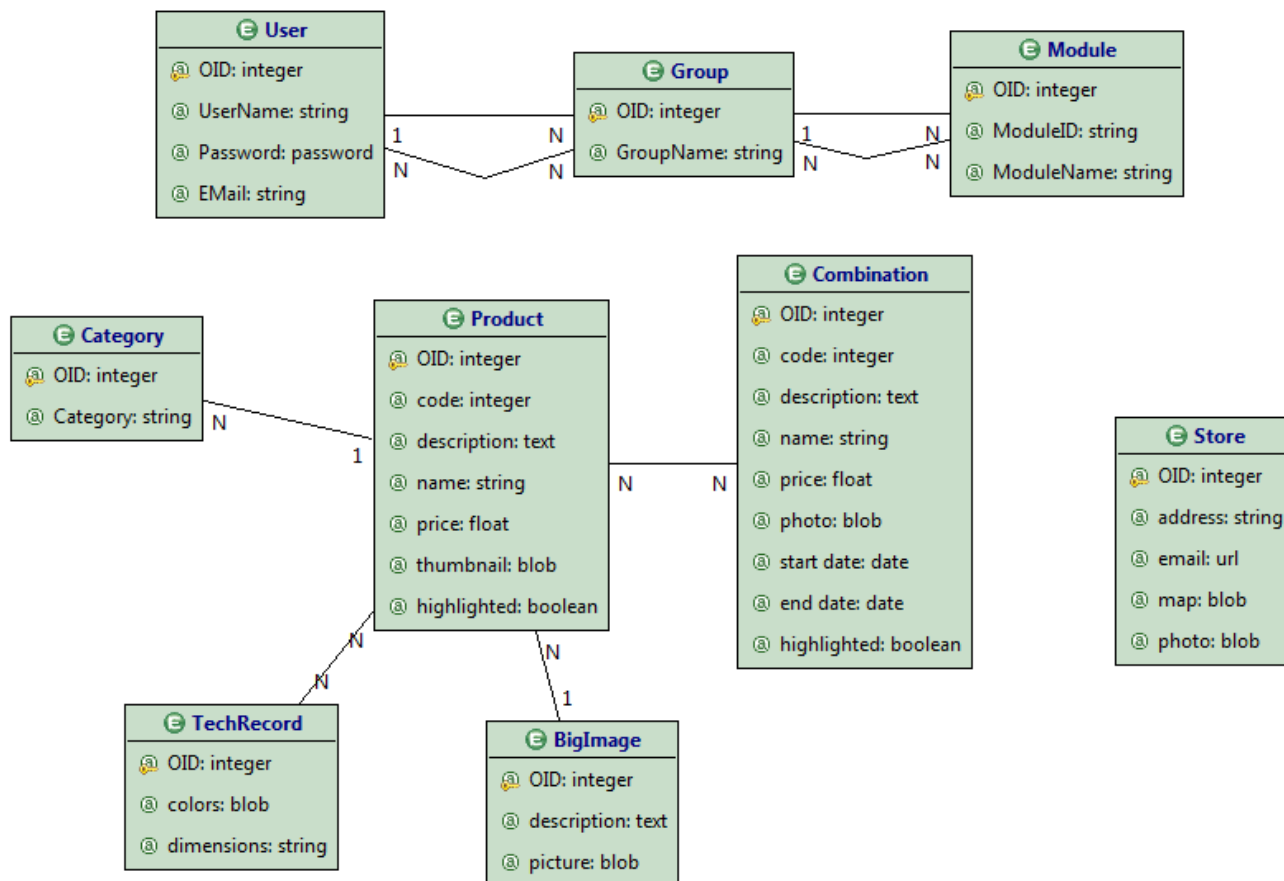 User
OID: integer
UserName: string
Password: password
EMail: string
1
N
N
N
Group
OID: integer
GroupName: string
1
N
N
N
Module
OID: integer
ModuleID: string
ModuleName: string
Category
OID: integer
Category: string
N
1
Product
OID: integer
code: integer
description: text
name: string
price: float
thumbnail: blob
highlighted: boolean
N
N
Combination
OID: integer
code: integer
description: text
name: string
price: float
photo: blob
start date: date
end date: date
highlighted: boolean
Store
OID: integer
address: string
email: url
map: blob
photo: blob
N
N
N
1
TechRecord
OID: integer
colors: blob
dimensions: string
BigImage
OID: integer
description: text
picture: blob